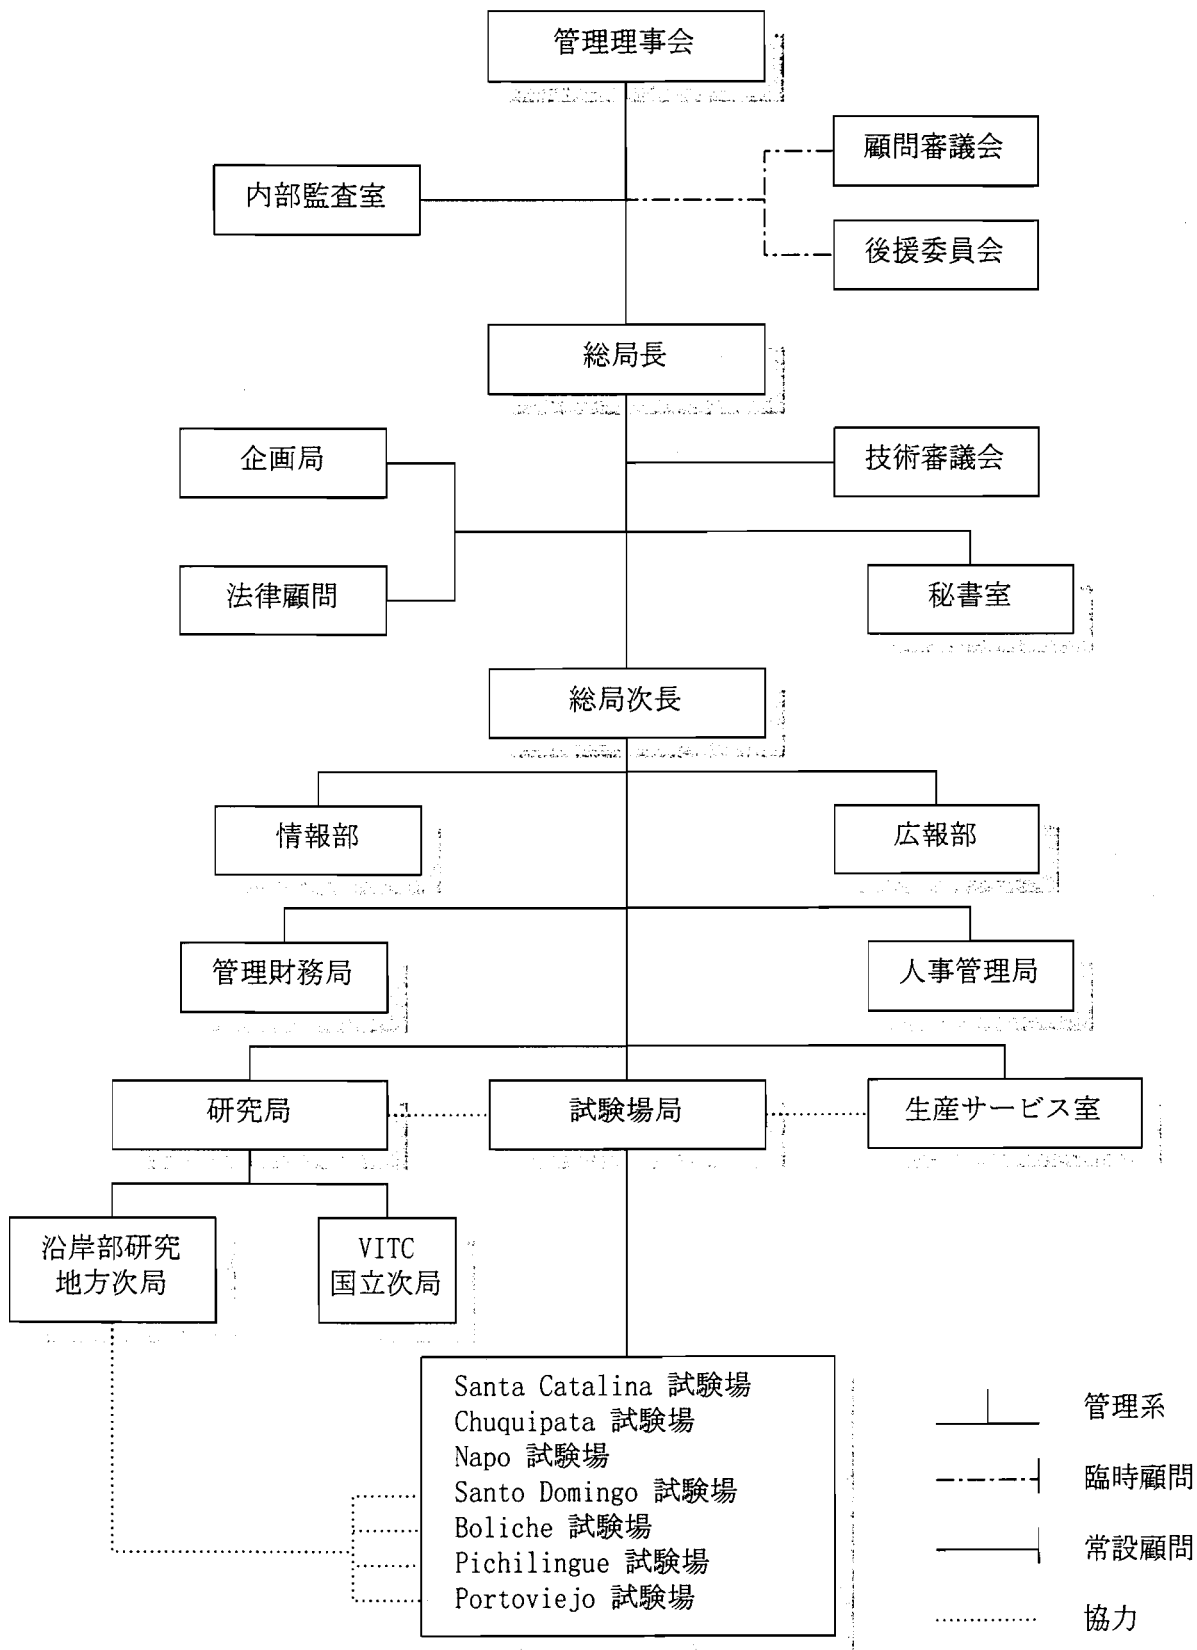 管理理事会
顧問審議会
内部監査室
後援委員会
総局長
企画局
技術審議会
法律顧問
秘書室
総局次長
情報部
広報部
管理財務局
人事管理局
研究局
試験場局
生産サービス室
沿岸部研究
地方次局
VITC
国立次局
Santa Catalina 試験場
Chuquipata 試験場
Napo 試験場
Santo Domingo 試験場
Boliche 試験場
Pichilingue 試験場
Portoviejo 試験場
管理系
臨時顧問
常設顧問
協力